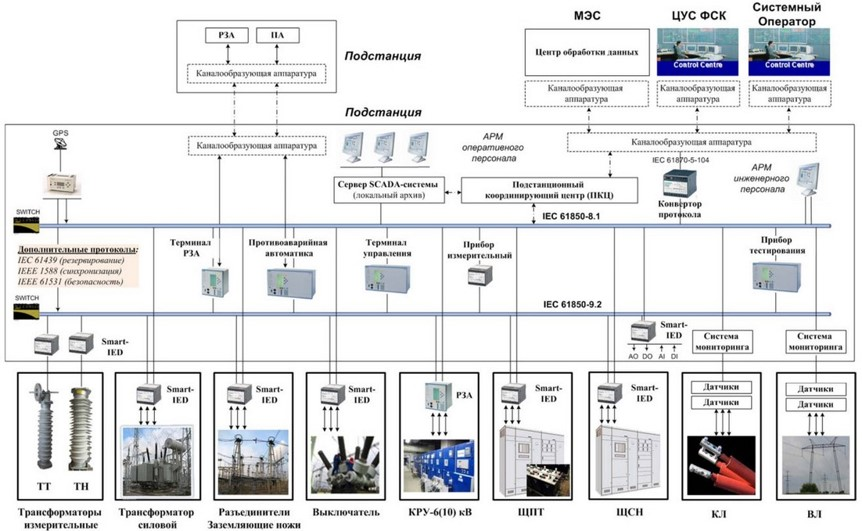 МЭС
ЦУС ФСК
Системный
Оператор
РЗА
ПА
Подстанция
Каналообразующая аппаратура
Центр обработки данных
Control Centre
Control Centre
Каналообразующая
аппаратура
Каналообразующая
аппаратура
Каналообразующая
аппаратура
Подстанция
GPS
Каналообразующая аппаратура
АРМ
оперативного
персонала
Каналообразующая аппаратура
IEC 61870-5-104
АРМ
инженерного
персонала
Сервер SCADA-системы
(локальный архив)
Подстанционный
координирующий центр (ПКЦ)
Конвертор
протокола
SWITCH
IEC 61850-8.1
Дополнительные протоколы:
IEC 61439 (резервирование)
IEEE 1588 (синхронизация)
IEEE 61531 (безопасность)
Терминал
РЗА
Противоаварийная
автоматика
Терминал
управления
Прибор
измерительный
Прибор
тестирования
SWITCH
IEC 61850-9.2
Smart-
IED
Smart-
IED
AO DO AI DI
Система
мониторинга
Система
мониторинга
Smart-
IED
Smart-
IED
Smart-
IED
РЗА
Smart-
IED
Smart-
IED
Датчики
Датчики
Датчики
Датчики
ТТ
ТН
Трансформаторы
измерительные
Трансформатор
силовой
Разъединители
Заземляющие ножи
Выключатель
КРУ-6(10) кВ
ЩПТ
ЩСН
КЛ
ВЛ